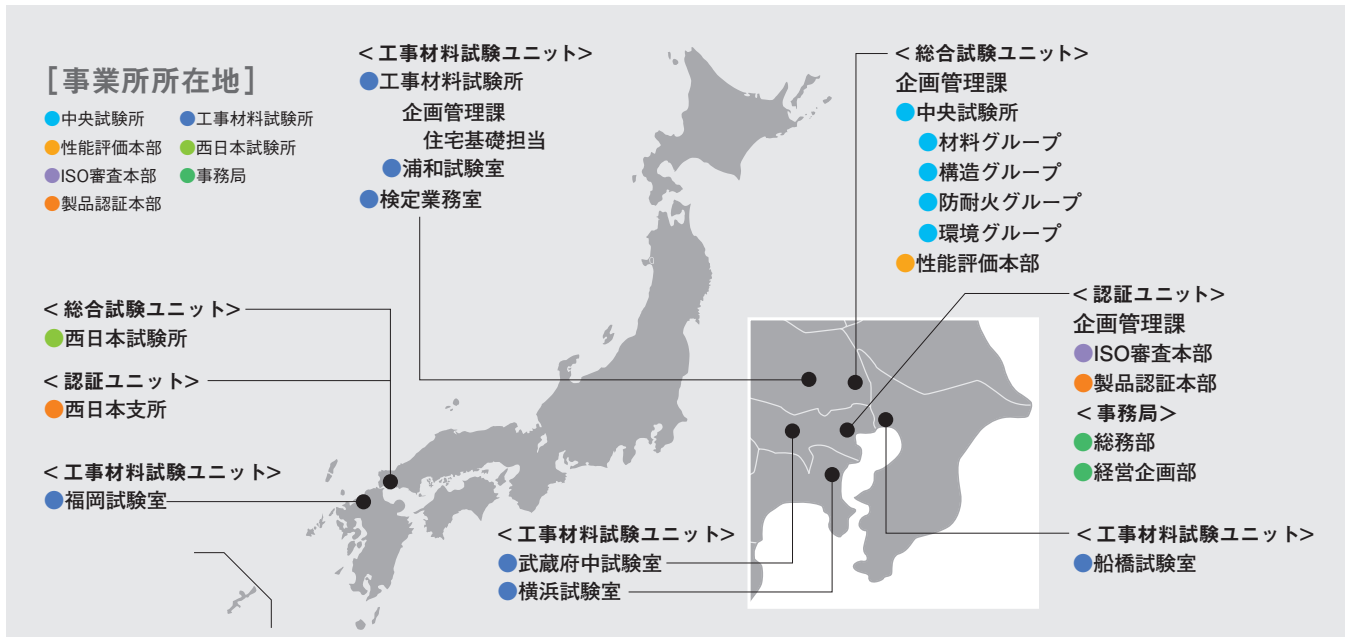 [事業所所在地]
●中央試験所 ●工事材料試験所
●性能評価本部 ●西日本試験所
●ISO審査本部 ●事務局
●製品認証本部
<工事材料試験ユニット>
●工事材料試験所
企画管理課
住宅基礎担当
●浦和試験室
●検定業務室
<総合試験ユニット>
企画管理課
●中央試験所
●材料グループ
●構造グループ
●防耐火グループ
●環境グループ
●性能評価本部
<総合試験ユニット>
●西日本試験所
<認証ユニット>
●西日本支所
<工事材料試験ユニット>
●福岡試験室
<認証ユニット>
企画管理課
●ISO審査本部
●製品認証本部
<事務局>
●総務部
●経営企画部
<工事材料試験ユニット>
●武蔵府中試験室
●横浜試験室
<工事材料試験ユニット>
●船橋試験室